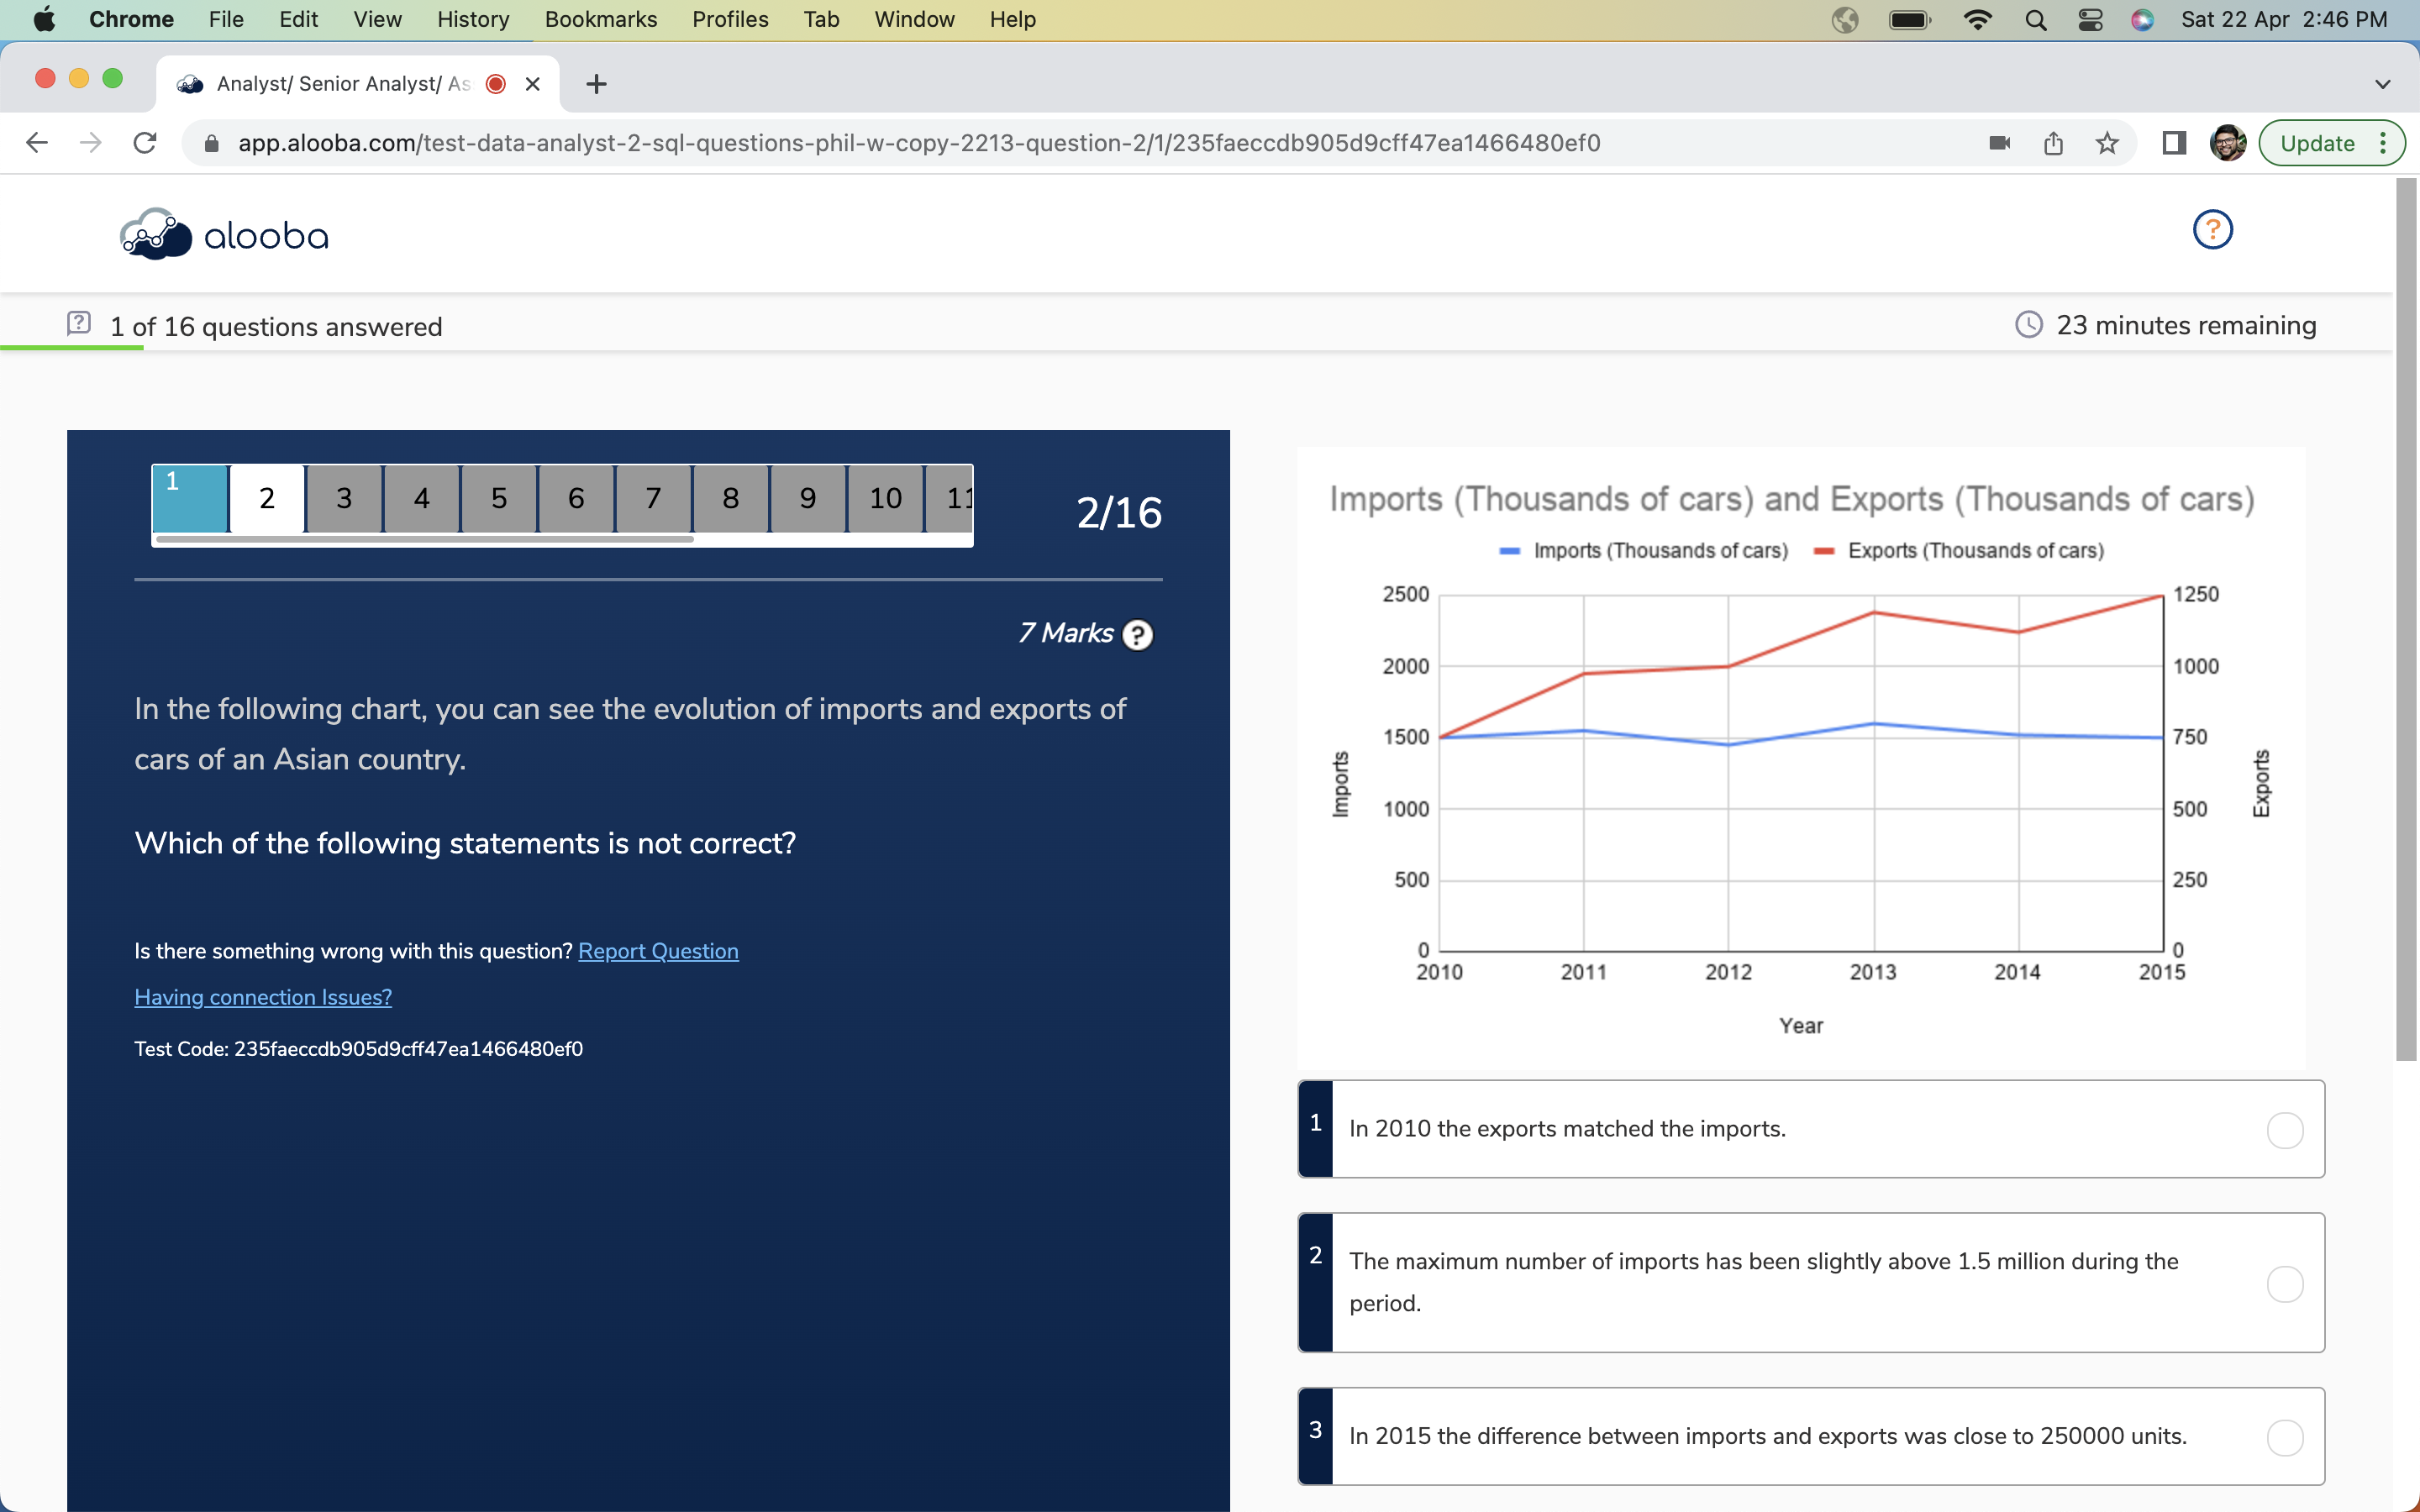 Chrome File Edit View History Bookmarks Profiles Tab Window Help Sat 22 Apr 2:46 PM
Analyst/ Senior Analyst/ As
app.alooba.com/test-data-analyst-2-sql-questions-phil-w-copy-2213-question-2/1/235faeccdb905d9cff47ea1466480ef0 Update
alooba
?
1 of 16 questions answered
23 minutes remaining
1 2 3 4 5 6 7 8 9 10 11
2/16
7 Marks ?
In the following chart, you can see the evolution of imports and exports of
cars of an Asian country.
Which of the following statements is not correct?
Is there something wrong with this question? Report Question
Having connection Issues?
Test Code: 235faeccdb905d9cff47ea1466480ef0
Imports (Thousands of cars) and Exports (Thousands of cars)
Imports (Thousands of cars) Exports (Thousands of cars)
2500 1250
2000 1000
1500 750
Imports
Exports
1000 500
500 250
0 0
2010 2011 2012 2013 2014 2015
Year
1 In 2010 the exports matched the imports.
2 The maximum number of imports has been slightly above 1.5 million during the
period.
3 In 2015 the difference between imports and exports was close to 250000 units.